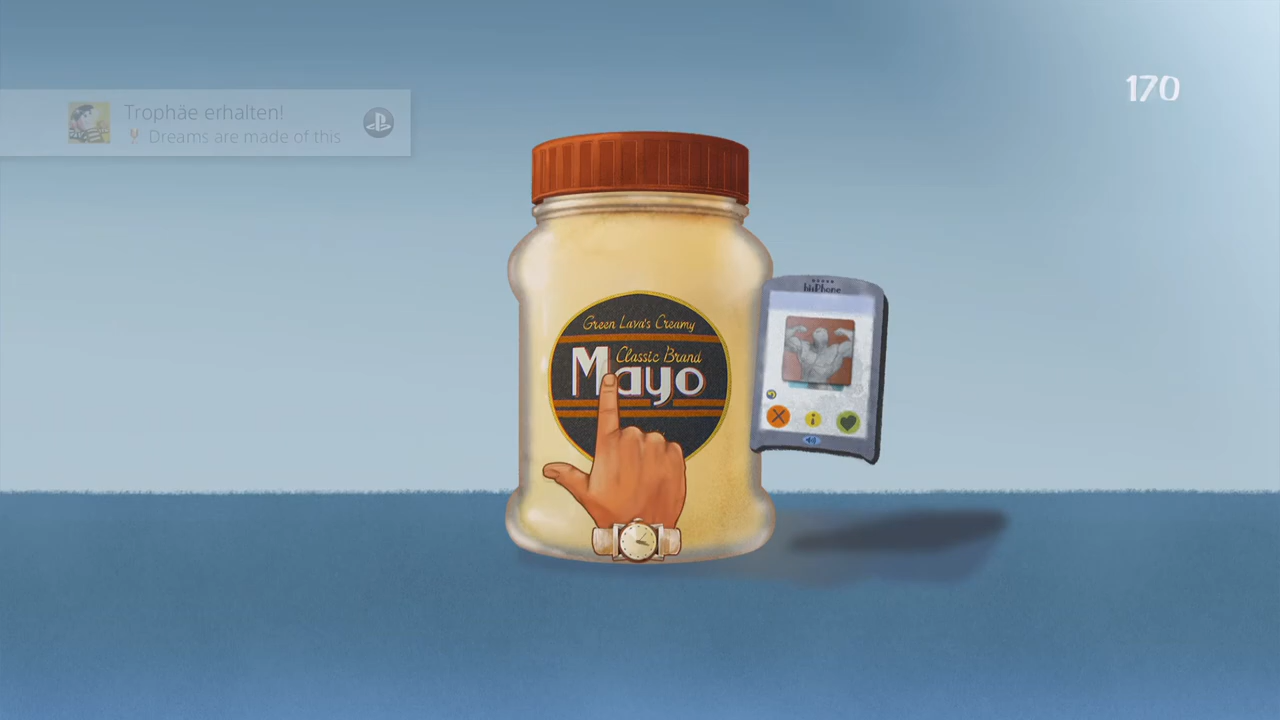 170
Trophäe erhalten!
Dreams are made of this
Green Lava's Creamy
Classic Brand
Mayo
hisPhone